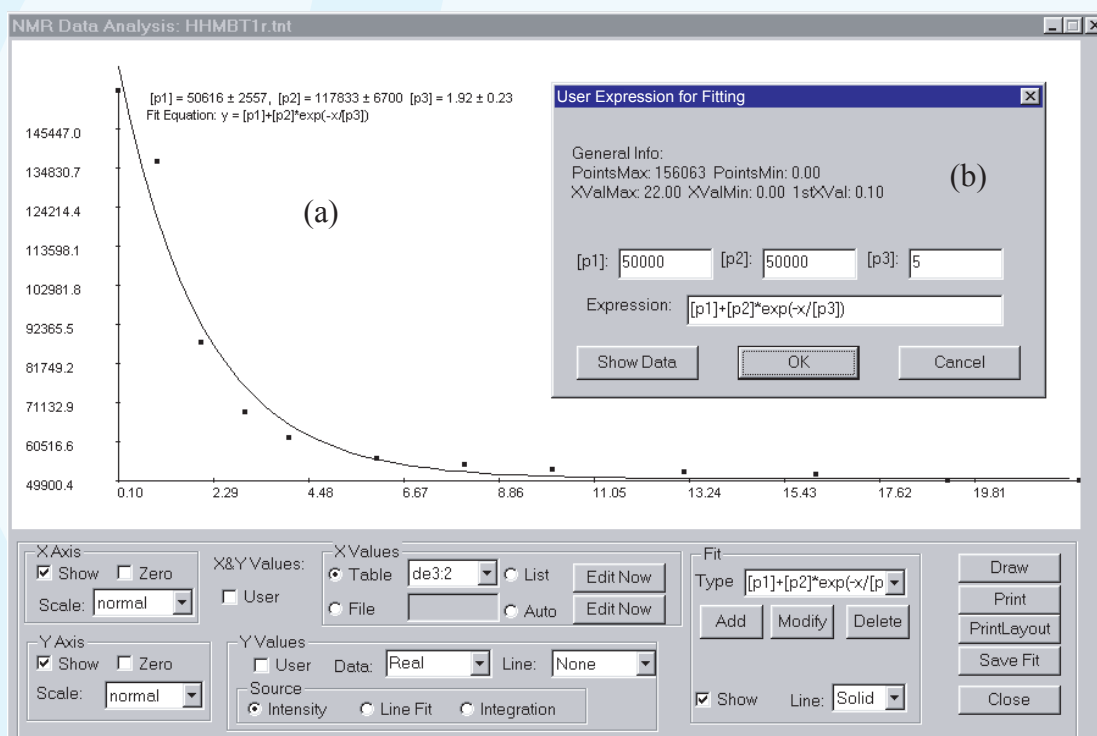 NMR Data Analysis: HHMBT1r.tnt
[p1] = 50616 ± 2557, [p2] = 117833 ± 6700 [p3] = 1.92 ± 0.23
Fit Equation: y = [p1]+[p2]*exp(-x/[p3])
(a)
145447.0
134830.7
124214.4
113598.1
102981.8
92365.5
81749.2
71132.9
60516.6
49900.4
0.10 2.29 4.48 6.67 8.86 11.05 13.24 15.43 17.62 19.81
User Expression for Fitting
General Info:
PointsMax: 156063 PointsMin: 0.00
XValMax: 22.00 XValMin: 0.00 1stXVal: 0.10
(b)
[p1]: 50000 [p2]: 50000 [p3]: 5
Expression: [p1]+[p2]*exp(-x/[p3])
Show Data OK Cancel
X Axis
Show Zero
Scale: normal
X&Y Values:
User
X Values
Table de3:2 List Edit Now
File Auto Edit Now
Y Axis
Show Zero
Scale: normal
Y Values
User Data: Real Line: None
Source
Intensity Line Fit Integration
Fit
Type [p1]+[p2]*exp(-x/[p
Add Modify Delete
Show Line: Solid
Draw
Print
PrintLayout
Save Fit
Close